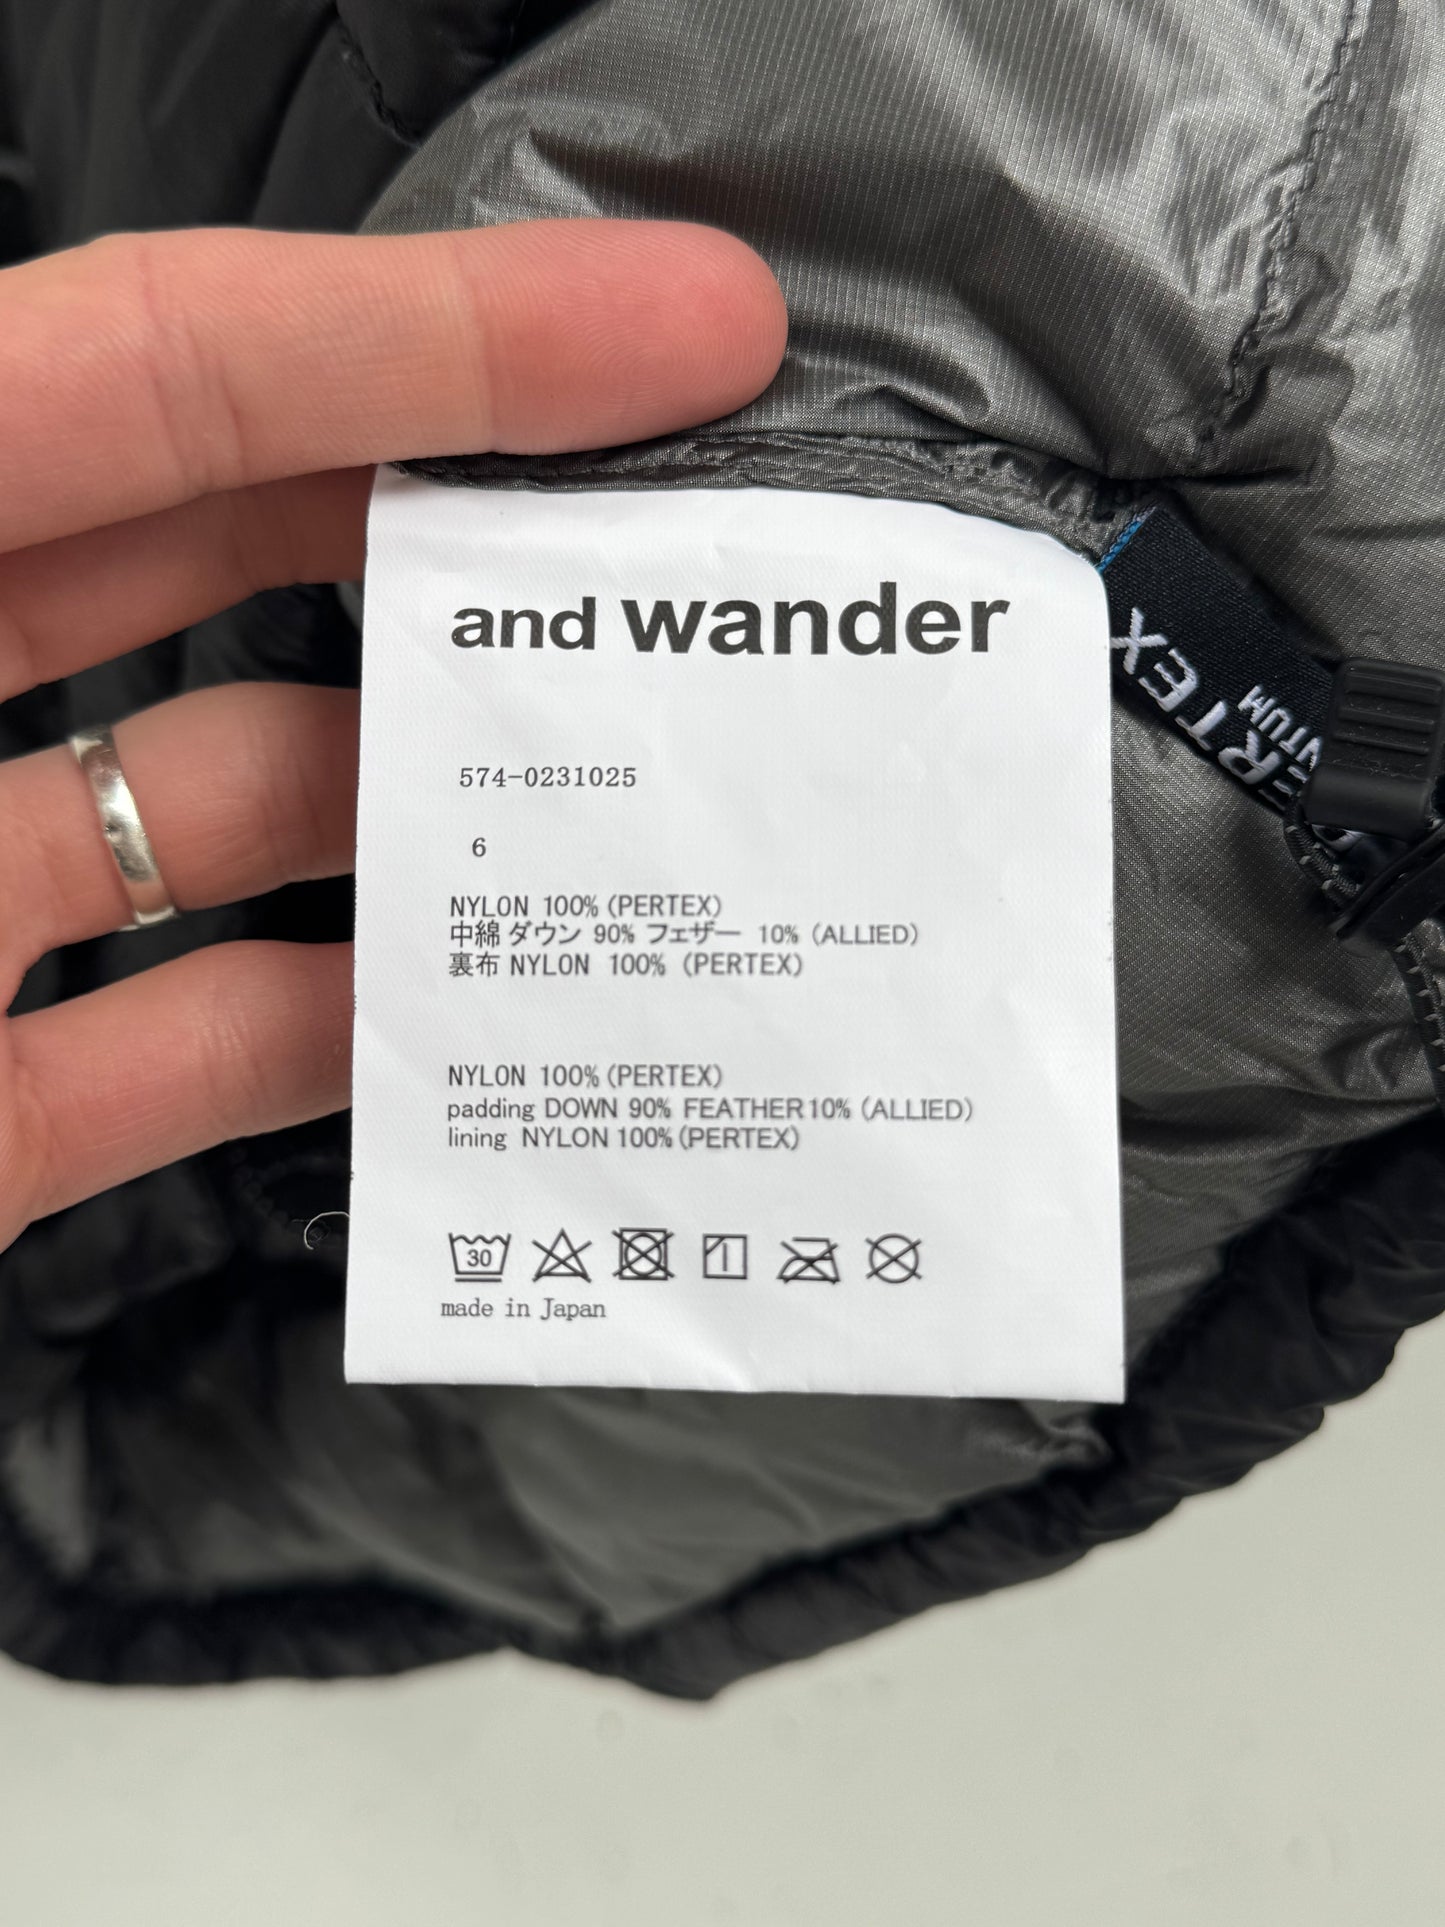 and wander
574-0231025
6
NYLON 100% (PERTEX)
中綿 ダウン 90% フェザー 10% (ALLIED)
裏布 NYLON 100% (PERTEX)
NYLON 100% (PERTEX)
padding DOWN 90% FEATHER10% (ALLIED)
lining NYLON 100% (PERTEX)
30
made in Japan